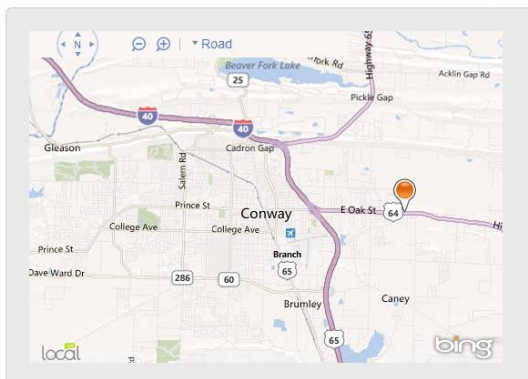 N
Road
Beaver Fork Lake
Highway 65
Acklin Gap Rd
25
Pickle Gap
40
40
Gleason
Cadron Gap
Salem Rd
Prince St
Conway
E Oak St
64
College Ave
College Ave
Prince St
Branch
65
Dave Ward Dr
286
60
Brumley
Caney
65
local
bing